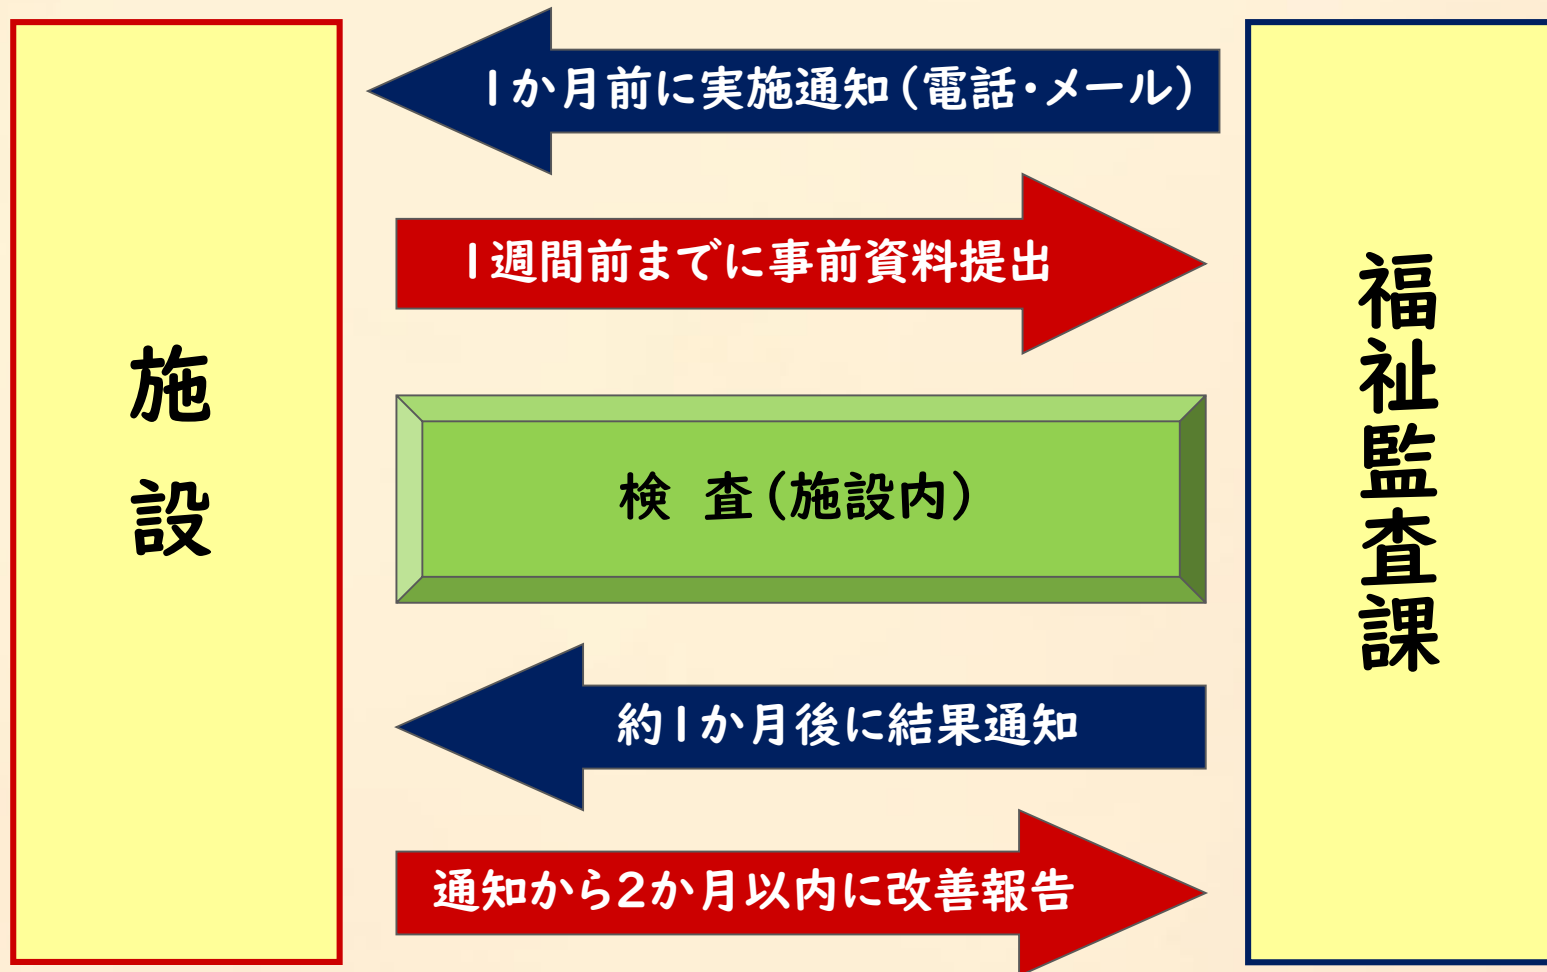 1か月前に実施通知(電話・メール)
1週間前までに事前資料提出
施設
検 査(施設内)
福祉監査課
約1か月後に結果通知
通知から2か月以内に改善報告